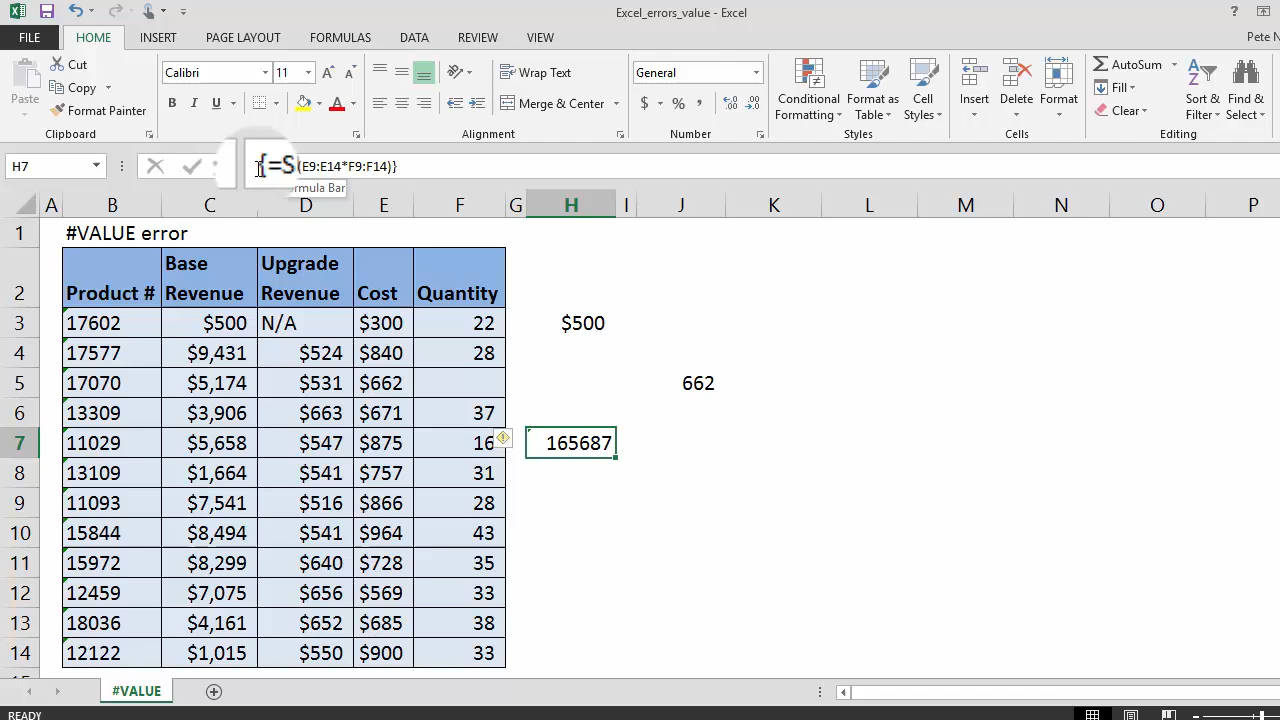 Excel_errors_value - Excel
FILE HOME INSERT PAGE LAYOUT FORMULAS DATA REVIEW VIEW Pete N
Paste
Cut
Copy
Format Painter
Clipboard
Calibri 11
B I U
Wrap Text
Merge & Center
Alignment
General
$ % ,
Number
Conditional Formatting
Format as Table
Cell Styles
Styles
Insert Delete Format
Cells
AutoSum
Fill
Clear
Sort & Filter
Find & Select
Editing
H7 {=S (E9:E14*F9:F14)}
ormula Bar
A B C D E F G H I J K L M N O P
1 #VALUE error
2 Product # Base Revenue Upgrade Revenue Cost Quantity
3 17602 $500 N/A $300 22 $500
4 17577 $9,431 $524 $840 28
5 17070 $5,174 $531 $662 662
6 13309 $3,906 $663 $671 37
7 11029 $5,658 $547 $875 16 165687
8 13109 $1,664 $541 $757 31
9 11093 $7,541 $516 $866 28
10 15844 $8,494 $541 $964 43
11 15972 $8,299 $640 $728 35
12 12459 $7,075 $656 $569 33
13 18036 $4,161 $652 $685 38
14 12122 $1,015 $550 $900 33
#VALUE
READY